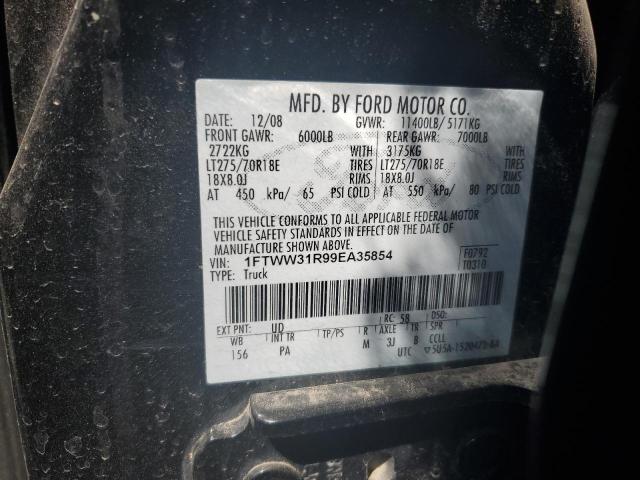 MFD. BY FORD MOTOR CO.
DATE: 12/08 GVWR: 11400LB/ 5171KG
FRONT GAWR: 6000LB REAR GAWR: 7000LB
2722KG WITH 3175KG WITH
LT275/70R18E TIRES LT275/70R18E TIRES
18X8.0J RIMS 18X8.0J RIMS
AT 450 kPa/ 65 PSI COLD AT 550 kPa/ 80 PSI COLD
THIS VEHICLE CONFORMS TO ALL APPLICABLE FEDERAL MOTOR
VEHICLE SAFETY STANDARDS IN EFFECT ON THE DATE OF
MANUFACTURE SHOWN ABOVE.
VIN: 1FTWW31R99EA35854 F0792
TYPE: Truck T0310
RC: 58 DSO:
EXT PNT: UD
WB INT TR TP/PS R AXLE TR SPR
156 PA M 3J B CCLL
UTC